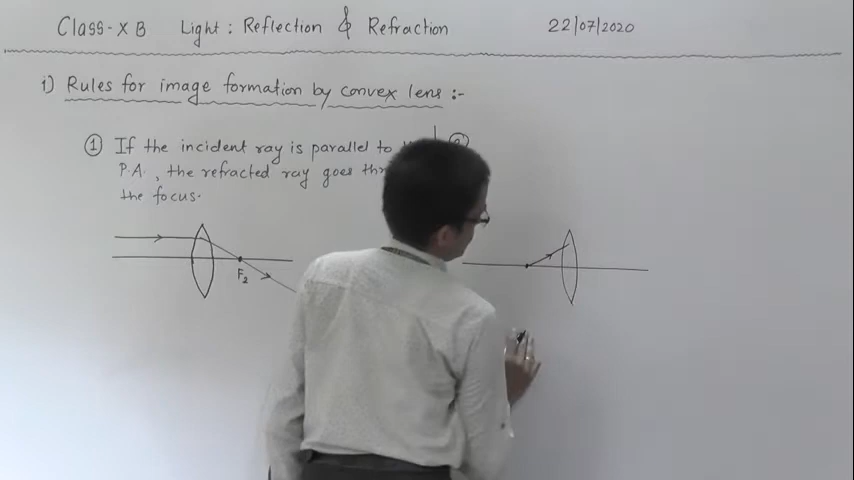 Class-X B Light : Reflection & Refraction 22/07/2020
1) Rules for image formation by convex lens :-
① If the incident ray is parallel to
P.A., the refracted ray goes
the focus.
F₂